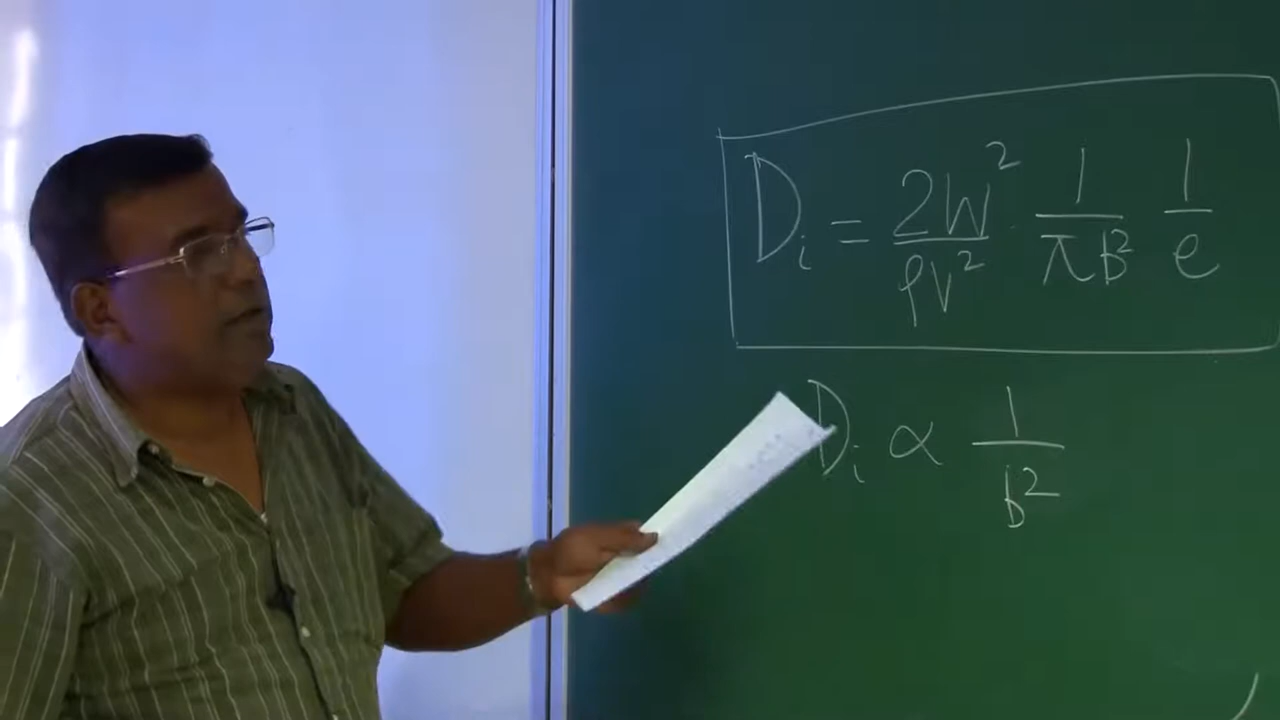 Dᵢ = 2W²/ρV² · 1/πb² 1/e
Dᵢ ∝ 1/b²